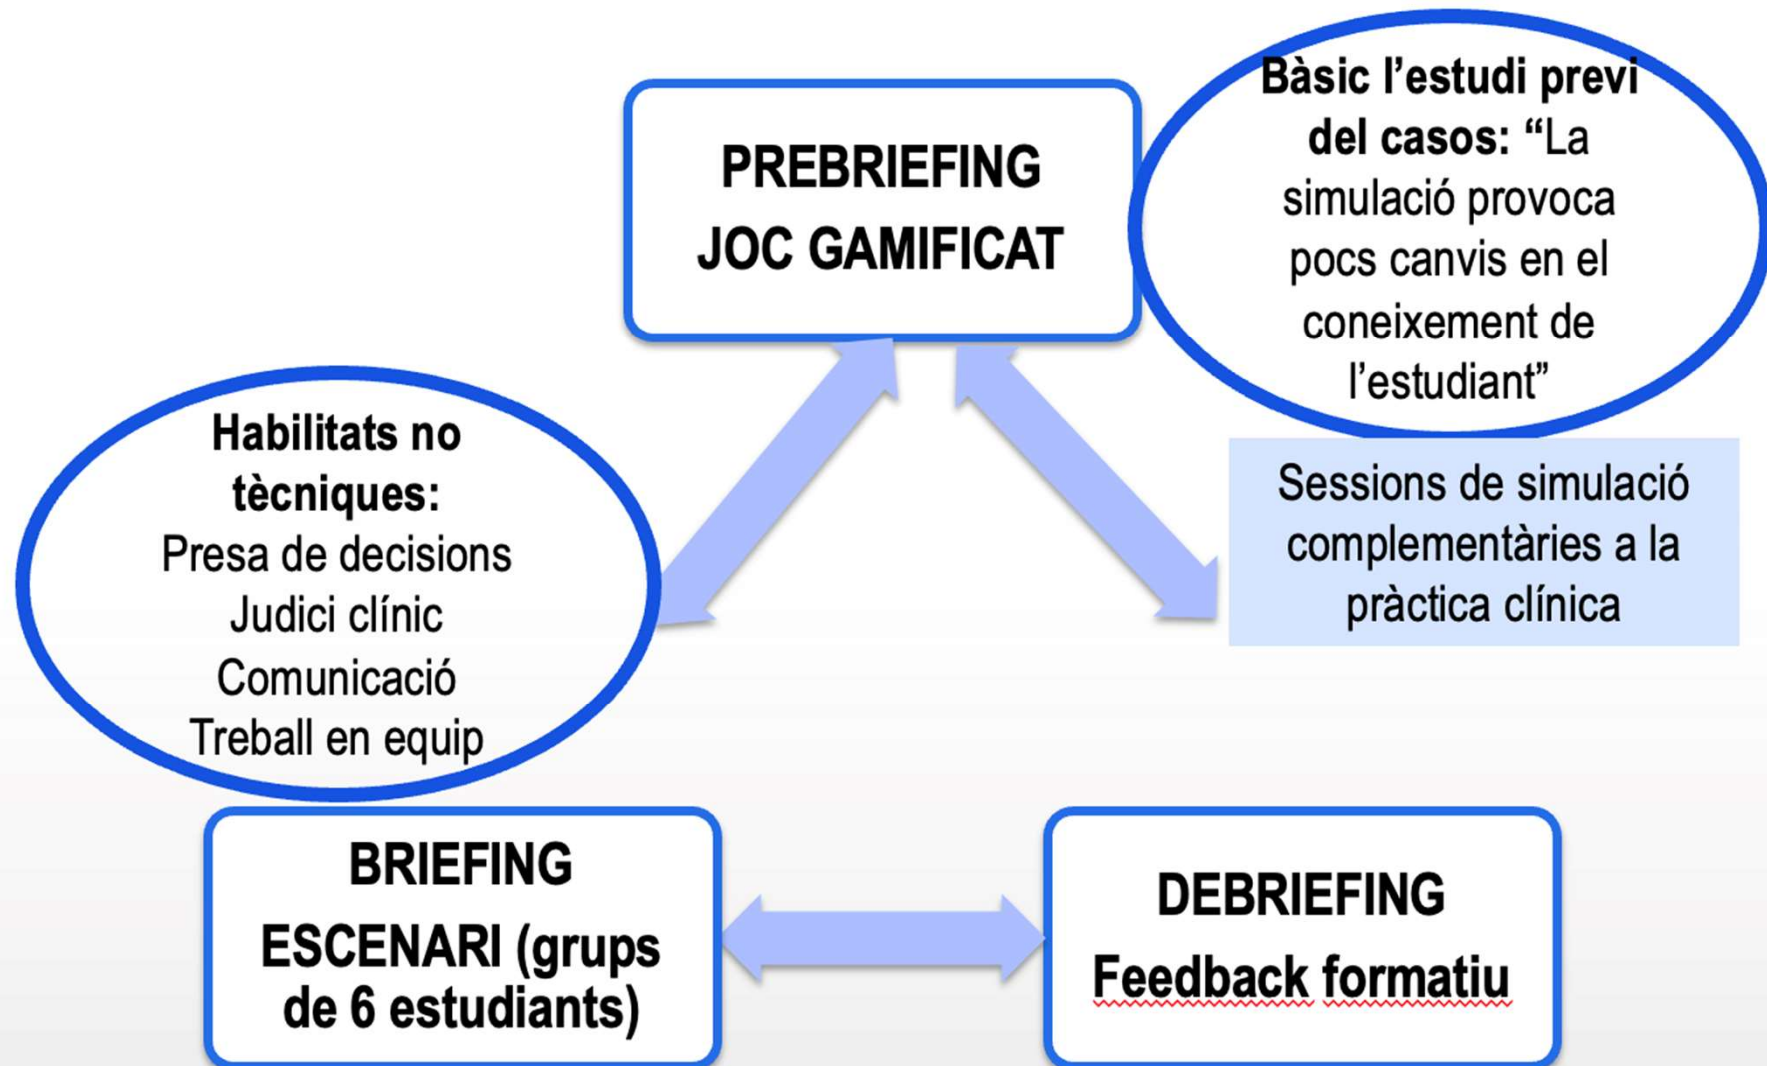 PREBRIEFING
JOC GAMIFICAT
Bàsic l’estudi previ
del casos: “La
simulació provoca
pocs canvis en el
coneixement de
l’estudiant”
Sessions de simulació
complementàries a la
pràctica clínica
Habilitats no
tècniques:
Presa de decisions
Judici clínic
Comunicació
Treball en equip
BRIEFING
ESCENARI (grups
de 6 estudiants)
DEBRIEFING
Feedback formatiu